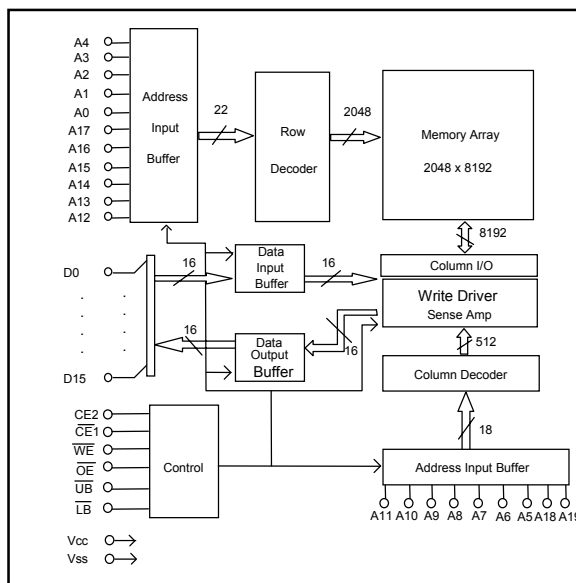 A4
A3
A2
A1
A0
A17
A16
A15
A14
A13
A12
Address
Input
Buffer
22
Row
Decoder
2048
Memory Array
2048 x 8192
8192
D0
.
.
.
.
D15
.
.
.
.
16
Data
Input
Buffer
16
Column I/O
Write Driver
Sense Amp
16
Data
Output
Buffer
16
512
Column Decoder
CE2
CE1
WE
OE
UB
LB
Control
18
Address Input Buffer
A11 A10 A9 A8 A7 A6 A5 A18 A19
Vcc
Vss